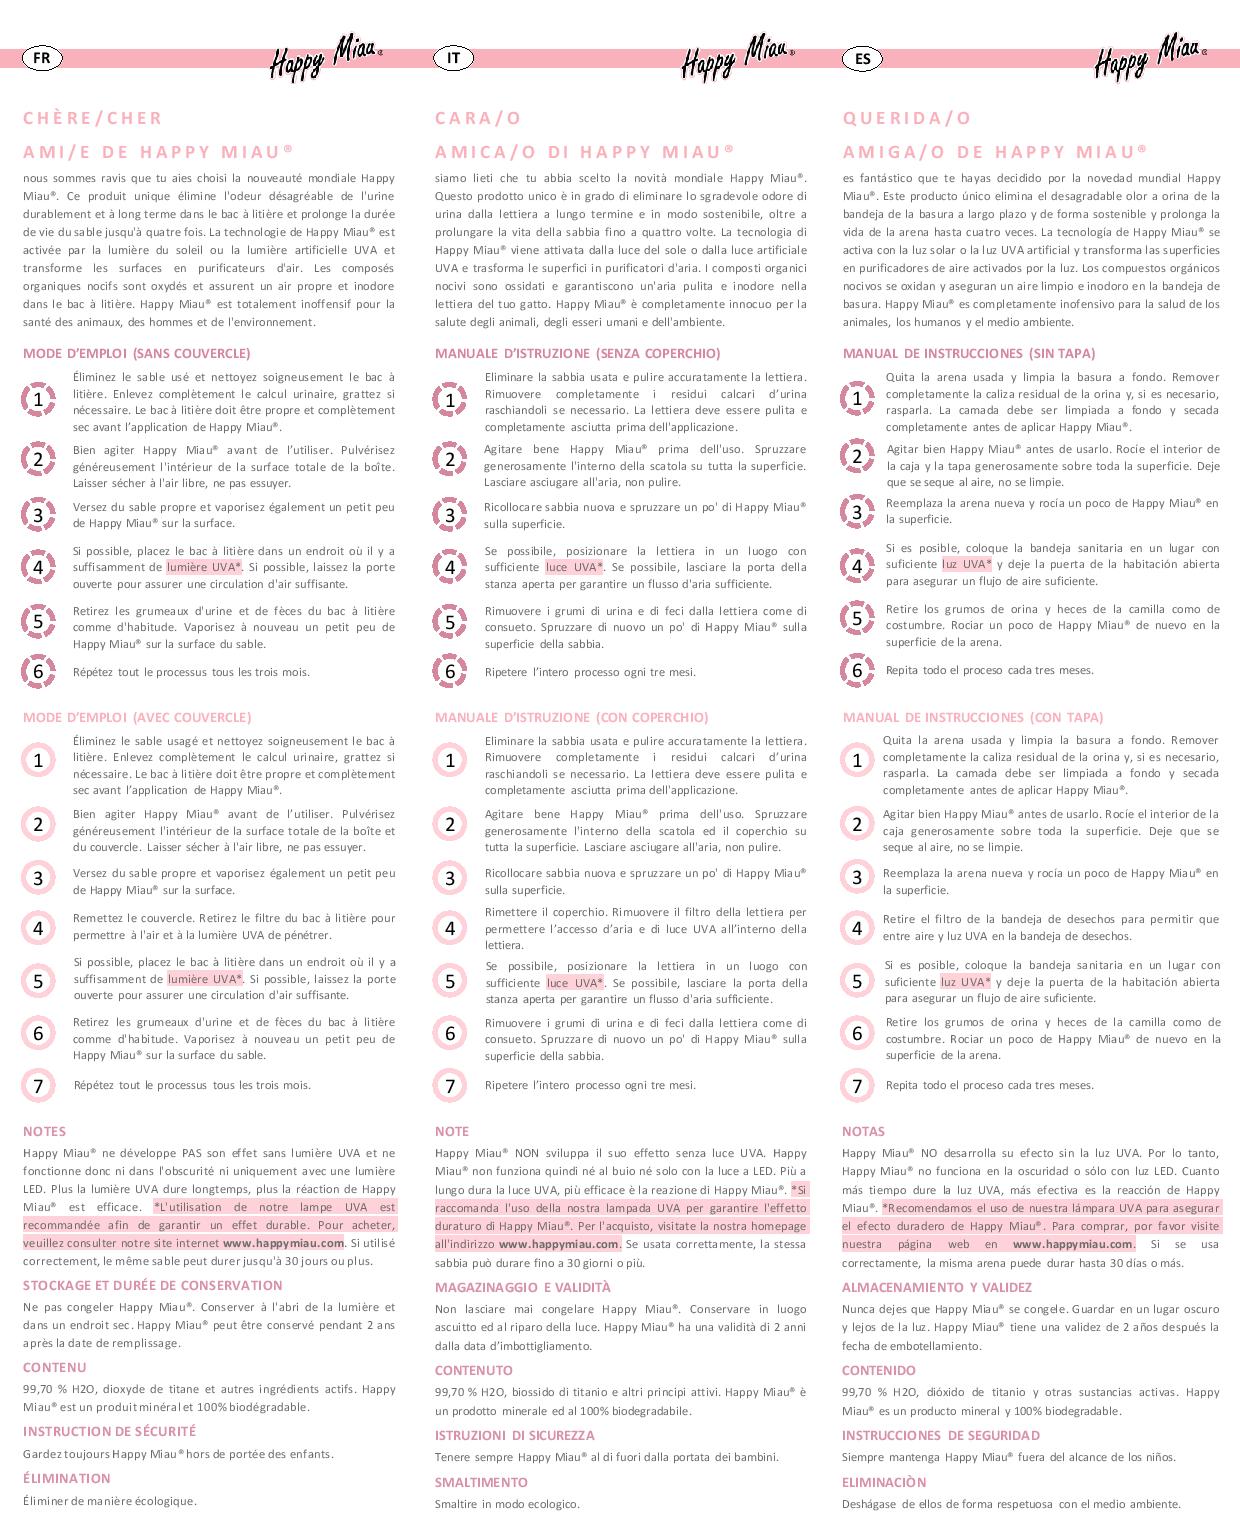 FR
Happy Miau®
CHÈRE/CHER
AMI/E DE HAPPY MIAU®
nous sommes ravis que tu aies choisi la nouveauté mondiale Happy
Miau®. Ce produit unique élimine l'odeur désagréable de l'urine
durablement et à long terme dans le bac à litière et prolonge la durée
de vie du sable jusqu'à quatre fois. La technologie de Happy Miau® est
activée par la lumière du soleil ou la lumière artificielle UVA et
transforme les surfaces en purificateurs d'air. Les composés
organiques nocifs sont oxydés et assurent un air propre et inodore
dans le bac à litière. Happy Miau® est totalement inoffensif pour la
santé des animaux, des hommes et de l'environnement.
MODE D’EMPLOI (SANS COUVERCLE)
1
Éliminez le sable usé et nettoyez soigneusement le bac à
litière. Enlevez complètement le calcul urinaire, grattez si
nécessaire. Le bac à litière doit être propre et complètement
sec avant l’application de Happy Miau®.
2
Bien agiter Happy Miau® avant de l’utiliser. Pulvérisez
généreusement l'intérieur de la surface totale de la boîte.
Laisser sécher à l'air libre, ne pas essuyer.
3
Versez du sable propre et vaporisez également un petit peu
de Happy Miau® sur la surface.
4
Si possible, placez le bac à litière dans un endroit où il y a
suffisamment de lumière UVA*. Si possible, laissez la porte
ouverte pour assurer une circulation d'air suffisante.
5
Retirez les grumeaux d'urine et de fèces du bac à litière
comme d'habitude. Vaporisez à nouveau un petit peu de
Happy Miau® sur la surface du sable.
6
Répétez tout le processus tous les trois mois.
MODE D’EMPLOI (AVEC COUVERCLE)
1
Éliminez le sable usagé et nettoyez soigneusement le bac à
litière. Enlevez complètement le calcul urinaire, grattez si
nécessaire. Le bac à litière doit être propre et complètement
sec avant l’application de Happy Miau®.
2
Bien agiter Happy Miau® avant de l’utiliser. Pulvérisez
généreusement l'intérieur de la surface totale de la boîte et
du couvercle. Laisser sécher à l'air libre, ne pas essuyer.
3
Versez du sable propre et vaporisez également un petit peu
de Happy Miau® sur la surface.
4
Remettez le couvercle. Retirez le filtre du bac à litière pour
permettre à l'air et à la lumière UVA de pénétrer.
5
Si possible, placez le bac à litière dans un endroit où il y a
suffisamment de lumière UVA*. Si possible, laissez la porte
ouverte pour assurer une circulation d'air suffisante.
6
Retirez les grumeaux d'urine et de fèces du bac à litière
comme d'habitude. Vaporisez à nouveau un petit peu de
Happy Miau® sur la surface du sable.
7
Répétez tout le processus tous les trois mois.
NOTES
Happy Miau® ne développe PAS son effet sans lumière UVA et ne
fonctionne donc ni dans l'obscurité ni uniquement avec une lumière
LED. Plus la lumière UVA dure longtemps, plus la réaction de Happy
Miau® est efficace. *L'utilisation de notre lampe UVA est
recommandée afin de garantir un effet durable. Pour acheter,
veuillez consulter notre site internet www.happymiau.com. Si utilisé
correctement, le même sable peut durer jusqu'à 30 jours ou plus.
STOCKAGE ET DURÉE DE CONSERVATION
Ne pas congeler Happy Miau®. Conserver à l'abri de la lumière et
dans un endroit sec. Happy Miau® peut être conservé pendant 2 ans
après la date de remplissage.
CONTENU
99,70 % H2O, dioxyde de titane et autres ingrédients actifs. Happy
Miau® est un produit minéral et 100% biodégradable.
INSTRUCTION DE SÉCURITÉ
Gardez toujours Happy Miau® hors de portée des enfants.
ÉLIMINATION
Éliminer de manière écologique.
IT
Happy Miau®
CARA/O
AMICA/O DI HAPPY MIAU®
siamo lieti che tu abbia scelto la novità mondiale Happy Miau®.
Questo prodotto unico è in grado di eliminare lo sgradevole odore di
urina dalla lettiera a lungo termine e in modo sostenibile, oltre a
prolungare la vita della sabbia fino a quattro volte. La tecnologia di
Happy Miau® viene attivata dalla luce del sole o dalla luce artificiale
UVA e trasforma le superfici in purificatori d'aria. I composti organici
nocivi sono ossidati e garantiscono un'aria pulita e inodore nella
lettiera del tuo gatto. Happy Miau® è completamente innocuo per la
salute degli animali, degli esseri umani e dell'ambiente.
MANUALE D’ISTRUZIONE (SENZA COPERCHIO)
1
Eliminare la sabbia usata e pulire accuratamente la lettiera.
Rimuovere completamente i residui calcari d’urina
raschiandoli se necessario. La lettiera deve essere pulita e
completamente asciutta prima dell'applicazione.
2
Agitare bene Happy Miau® prima dell'uso. Spruzzare
generosamente l'interno della scatola su tutta la superficie.
Lasciare asciugare all'aria, non pulire.
3
Ricollocare sabbia nuova e spruzzare un po' di Happy Miau®
sulla superficie.
4
Se possibile, posizionare la lettiera in un luogo con
sufficiente luce UVA*. Se possibile, lasciare la porta della
stanza aperta per garantire un flusso d'aria sufficiente.
5
Rimuovere i grumi di urina e di feci dalla lettiera come di
consueto. Spruzzare di nuovo un po' di Happy Miau® sulla
superficie della sabbia.
6
Ripetere l’intero processo ogni tre mesi.
MANUALE D’ISTRUZIONE (CON COPERCHIO)
1
Eliminare la sabbia usata e pulire accuratamente la lettiera.
Rimuovere completamente i residui calcari d’urina
raschiandoli se necessario. La lettiera deve essere pulita e
completamente asciutta prima dell'applicazione.
2
Agitare bene Happy Miau® prima dell'uso. Spruzzare
generosamente l'interno della scatola ed il coperchio su
tutta la superficie. Lasciare asciugare all'aria, non pulire.
3
Ricollocare sabbia nuova e spruzzare un po' di Happy Miau®
sulla superficie.
4
Rimettere il coperchio. Rimuovere il filtro della lettiera per
permettere l’accesso d’aria e di luce UVA all’interno della
lettiera.
5
Se possibile, posizionare la lettiera in un luogo con
sufficiente luce UVA*. Se possibile, lasciare la porta della
stanza aperta per garantire un flusso d'aria sufficiente.
6
Rimuovere i grumi di urina e di feci dalla lettiera come di
consueto. Spruzzare di nuovo un po' di Happy Miau® sulla
superficie della sabbia.
7
Ripetere l’intero processo ogni tre mesi.
NOTE
Happy Miau® NON sviluppa il suo effetto senza luce UVA. Happy
Miau® non funziona quindi né al buio né solo con la luce a LED. Più a
lungo dura la luce UVA, più efficace è la reazione di Happy Miau®. *Si
raccomanda l'uso della nostra lampada UVA per garantire l'effetto
duraturo di Happy Miau®. Per l'acquisto, visitate la nostra homepage
all'indirizzo www.happymiau.com. Se usata correttamente, la stessa
sabbia può durare fino a 30 giorni o più.
MAGAZINAGGIO E VALIDITÀ
Non lasciare mai congelare Happy Miau®. Conservare in luogo
ascuitto ed al riparo della luce. Happy Miau® ha una validità di 2 anni
dalla data d’imbottigliamento.
CONTENUTO
99,70 % H2O, biossido di titanio e altri principi attivi. Happy Miau® è
un prodotto minerale ed al 100% biodegradabile.
ISTRUZIONI DI SICUREZZA
Tenere sempre Happy Miau® al di fuori dalla portata dei bambini.
SMALTIMENTO
Smaltire in modo ecologico.
ES
Happy Miau®
QUERIDA/O
AMIGA/O DE HAPPY MIAU®
es fantástico que te hayas decidido por la novedad mundial Happy
Miau®. Este producto único elimina el desagradable olor a orina de la
bandeja de la basura a largo plazo y de forma sostenible y prolonga la
vida de la arena hasta cuatro veces. La tecnología de Happy Miau® se
activa con la luz solar o la luz UVA artificial y transforma las superficies
en purificadores de aire activados por la luz. Los compuestos orgánicos
nocivos se oxidan y aseguran un aire limpio e inodoro en la bandeja de
basura. Happy Miau® es completamente inofensivo para la salud de los
animales, los humanos y el medio ambiente.
MANUAL DE INSTRUCCIONES (SIN TAPA)
1
Quita la arena usada y limpia la basura a fondo. Remover
completamente la caliza residual de la orina y, si es necesario,
rasparla. La camada debe ser limpiada a fondo y secada
completamente antes de aplicar Happy Miau®.
2
Agitar bien Happy Miau® antes de usarlo. Rocíe el interior de
la caja y la tapa generosamente sobre toda la superficie. Deje
que se seque al aire, no se limpie.
3
Reemplaza la arena nueva y rocía un poco de Happy Miau® en
la superficie.
4
Si es posible, coloque la bandeja sanitaria en un lugar con
suficiente luz UVA* y deje la puerta de la habitación abierta
para asegurar un flujo de aire suficiente.
5
Retire los grumos de orina y heces de la camilla como de
costumbre. Rociar un poco de Happy Miau® de nuevo en la
superficie de la arena.
6
Repita todo el proceso cada tres meses.
MANUAL DE INSTRUCCIONES (CON TAPA)
1
Quita la arena usada y limpia la basura a fondo. Remover
completamente la caliza residual de la orina y, si es necesario,
rasparla. La camada debe ser limpiada a fondo y secada
completamente antes de aplicar Happy Miau®.
2
Agitar bien Happy Miau® antes de usarlo. Rocíe el interior de la
caja generosamente sobre toda la superficie. Deje que se
seque al aire, no se limpie.
3
Reemplaza la arena nueva y rocía un poco de Happy Miau® en
la superficie.
4
Retire el filtro de la bandeja de desechos para permitir que
entre aire y luz UVA en la bandeja de desechos.
5
Si es posible, coloque la bandeja sanitaria en un lugar con
suficiente luz UVA* y deje la puerta de la habitación abierta
para asegurar un flujo de aire suficiente.
6
Retire los grumos de orina y heces de la camilla como de
costumbre. Rociar un poco de Happy Miau® de nuevo en la
superficie de la arena.
7
Repita todo el proceso cada tres meses.
NOTAS
Happy Miau® NO desarrolla su efecto sin la luz UVA. Por lo tanto,
Happy Miau® no funciona en la oscuridad o sólo con luz LED. Cuanto
más tiempo dure la luz UVA, más efectiva es la reacción de Happy
Miau®. *Recomendamos el uso de nuestra lámpara UVA para asegurar
el efecto duradero de Happy Miau®. Para comprar, por favor visite
nuestra página web en www.happymiau.com. Si se usa
correctamente, la misma arena puede durar hasta 30 días o más.
ALMACENAMIENTO Y VALIDEZ
Nunca dejes que Happy Miau® se congele. Guardar en un lugar oscuro
y lejos de la luz. Happy Miau® tiene una validez de 2 años después la
fecha de embotellamiento.
CONTENIDO
99,70 % H2O, dióxido de titanio y otras sustancias activas. Happy
Miau® es un producto mineral y 100% biodegradable.
INSTRUCCIONES DE SEGURIDAD
Siempre mantenga Happy Miau® fuera del alcance de los niños.
ELIMINACIÒN
Deshágase de ellos de forma respetuosa con el medio ambiente.